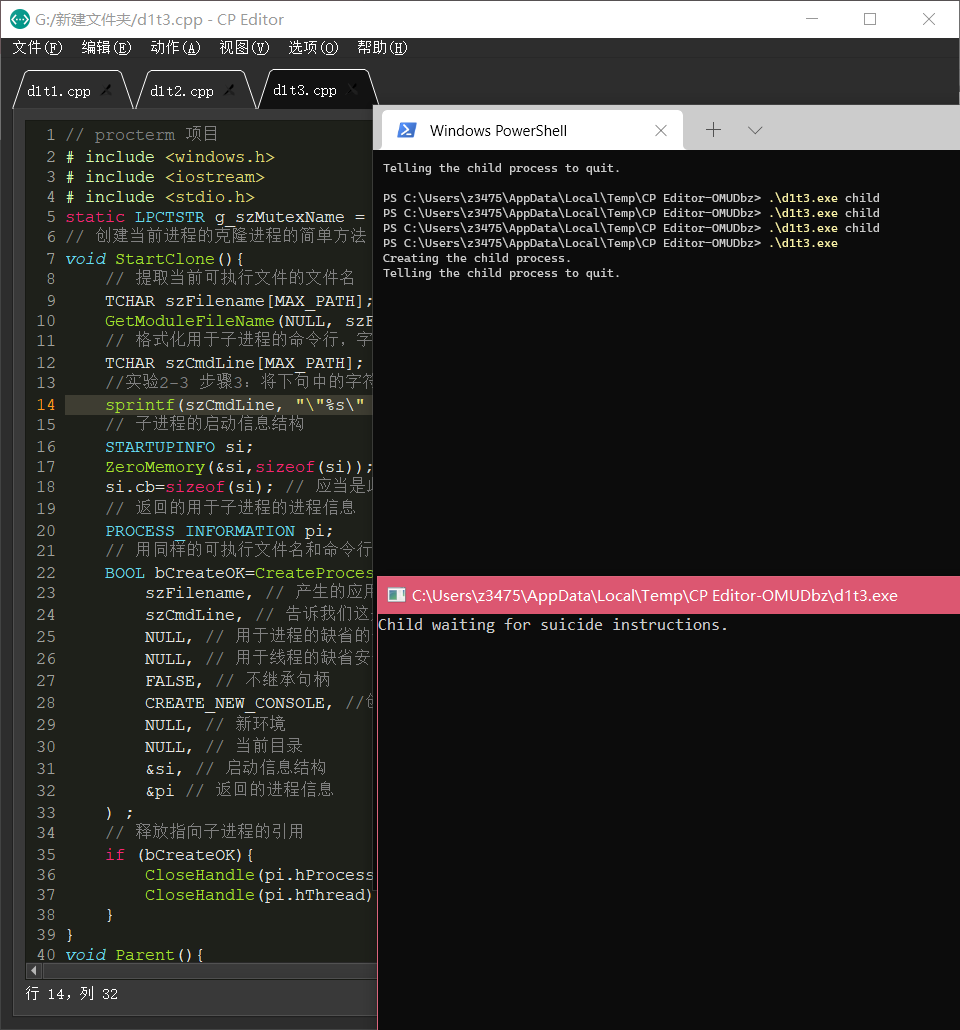 G:/新建文件夹/d1t3.cpp - CP Editor
文件(F) 编辑(E) 动作(A) 视图(V) 选项(O) 帮助(H)
d1t1.cpp d1t2.cpp d1t3.cpp
1 // procterm 项目
2 # include <windows.h>
3 # include <iostream>
4 # include <stdio.h>
5 static LPCTSTR g_szMutexName =
6 // 创建当前进程的克隆进程的简单方法
7 void StartClone(){
8 // 提取当前可执行文件的文件名
9 TCHAR szFilename[MAX_PATH];
10 GetModuleFileName(NULL, szF
11 // 格式化用于子进程的命令行，字
12 TCHAR szCmdLine[MAX_PATH];
13 //实验2-3 步骤3：将下句中的字符
14 sprintf(szCmdLine, "\"%s\"
15 // 子进程的启动信息结构
16 STARTUPINFO si;
17 ZeroMemory(&si,sizeof(si));
18 si.cb=sizeof(si); // 应当是此
19 // 返回的用于子进程的进程信息
20 PROCESS_INFORMATION pi;
21 // 用同样的可执行文件名和命令行
22 BOOL bCreateOK=CreateProces
23 szFilename, // 产生的应用
24 szCmdLine, // 告诉我们这
25 NULL, // 用于进程的缺省的
26 NULL, // 用于线程的缺省安
27 FALSE, // 不继承句柄
28 CREATE_NEW_CONSOLE, //
29 NULL, // 新环境
30 NULL, // 当前目录
31 &si, // 启动信息结构
32 &pi // 返回的进程信息
33 ) ;
34 // 释放指向子进程的引用
35 if (bCreateOK){
36 CloseHandle(pi.hProcess
37 CloseHandle(pi.hThread)
38 }
39 }
40 void Parent(){
行 14，列 32
Windows PowerShell
Telling the child process to quit.
PS C:\Users\z3475\AppData\Local\Temp\CP Editor-OMUDbz> .\d1t3.exe child
PS C:\Users\z3475\AppData\Local\Temp\CP Editor-OMUDbz> .\d1t3.exe child
PS C:\Users\z3475\AppData\Local\Temp\CP Editor-OMUDbz> .\d1t3.exe child
PS C:\Users\z3475\AppData\Local\Temp\CP Editor-OMUDbz> .\d1t3.exe
Creating the child process.
Telling the child process to quit.
C:\Users\z3475\AppData\Local\Temp\CP Editor-OMUDbz\d1t3.exe
Child waiting for suicide instructions.